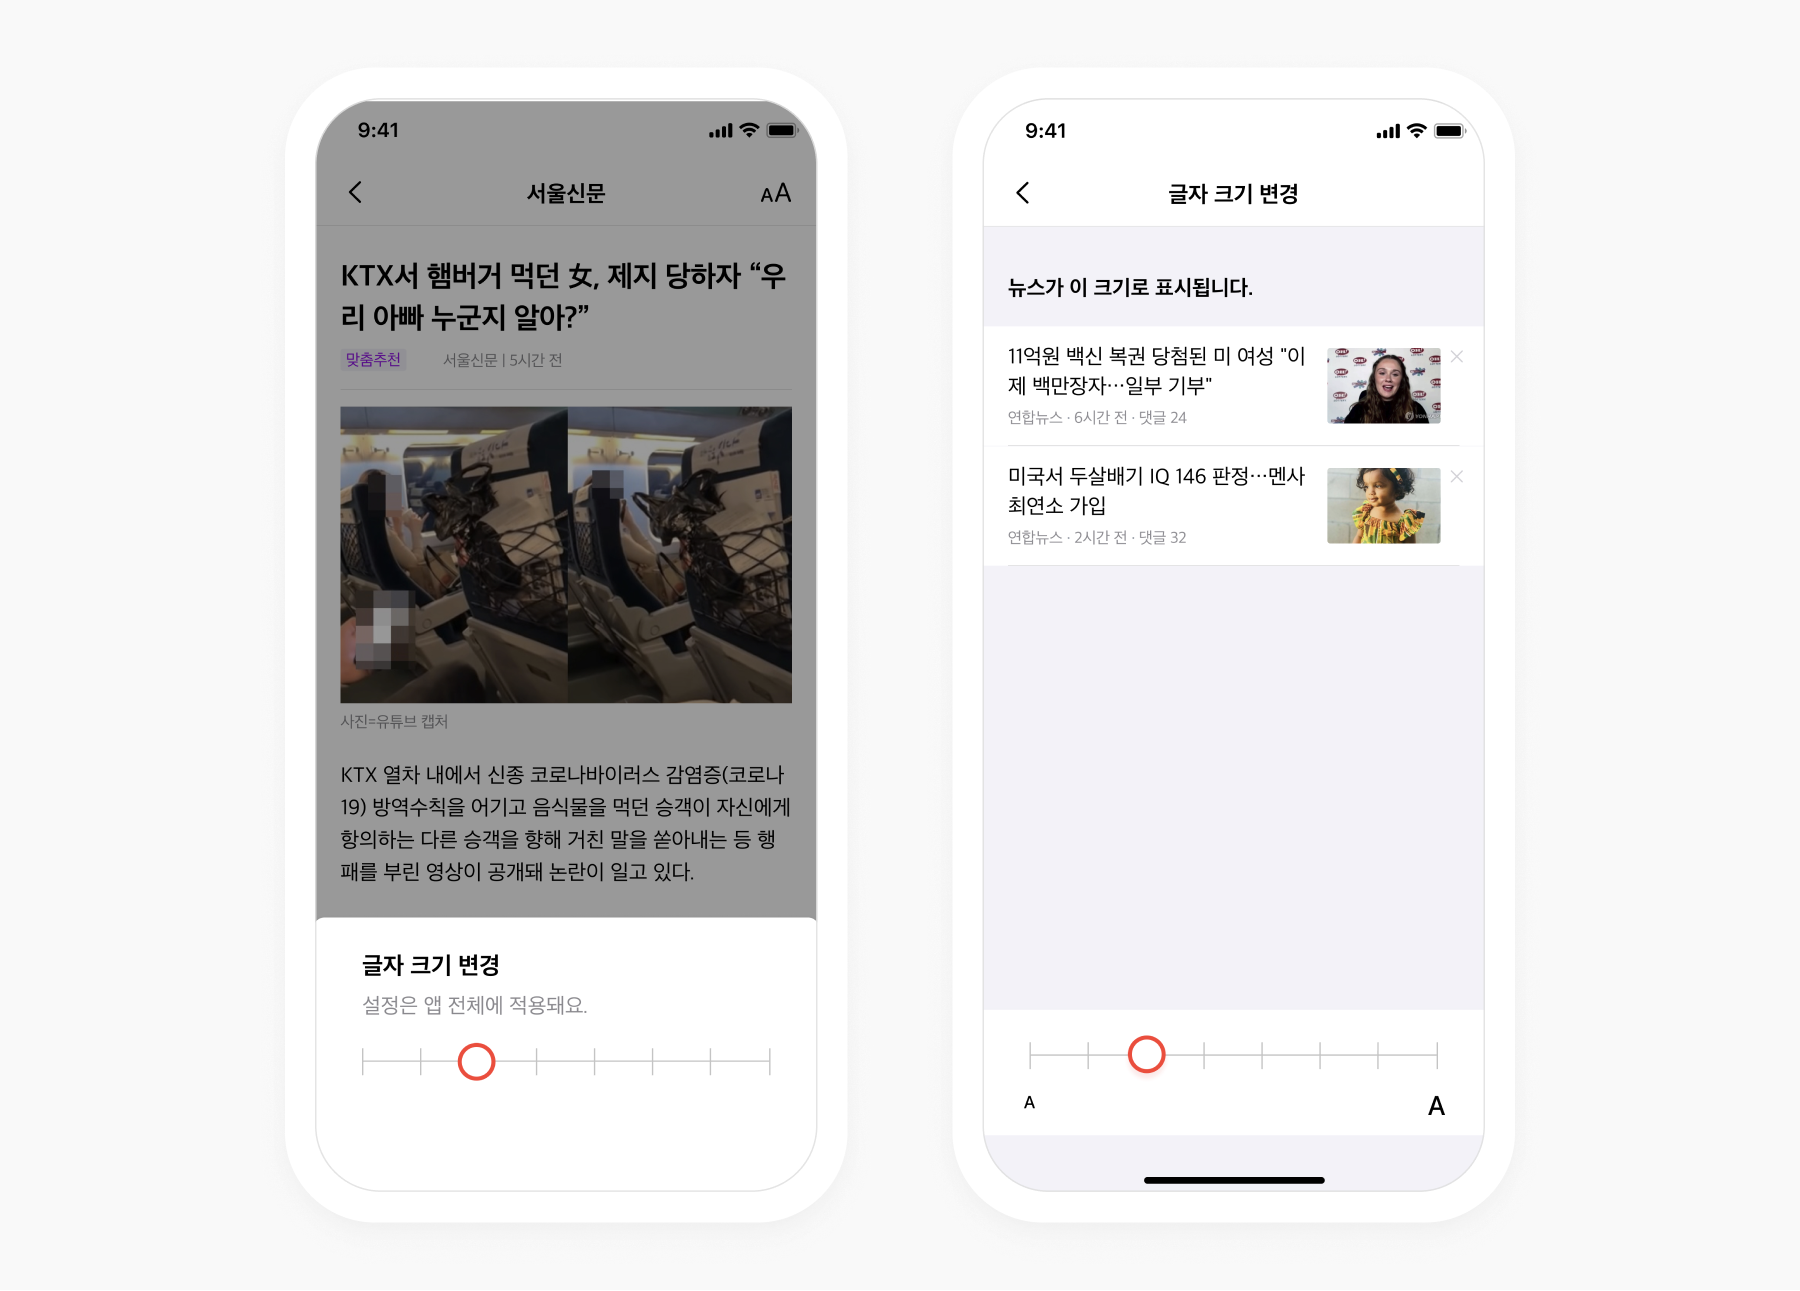 9:41
서울신문
AA
KTX서 햄버거 먹던 女, 제지 당하자 “우
리 아빠 누군지 알아?”
맞춤추천 서울신문 | 5시간 전
사진=유튜브 캡처
KTX 열차 내에서 신종 코로나바이러스 감염증(코로나
19) 방역수칙을 어기고 음식물을 먹던 승객이 자신에게
항의하는 다른 승객을 향해 거친 말을 쏟아내는 등 행
패를 부린 영상이 공개돼 논란이 일고 있다.
글자 크기 변경
설정은 앱 전체에 적용돼요.
9:41
글자 크기 변경
뉴스가 이 크기로 표시됩니다.
11억원 백신 복권 당첨된 미 여성 "이
제 백만장자…일부 기부"
연합뉴스 · 6시간 전 · 댓글 24
미국서 두살배기 IQ 146 판정…멘사
최연소 가입
연합뉴스 · 2시간 전 · 댓글 32
A A